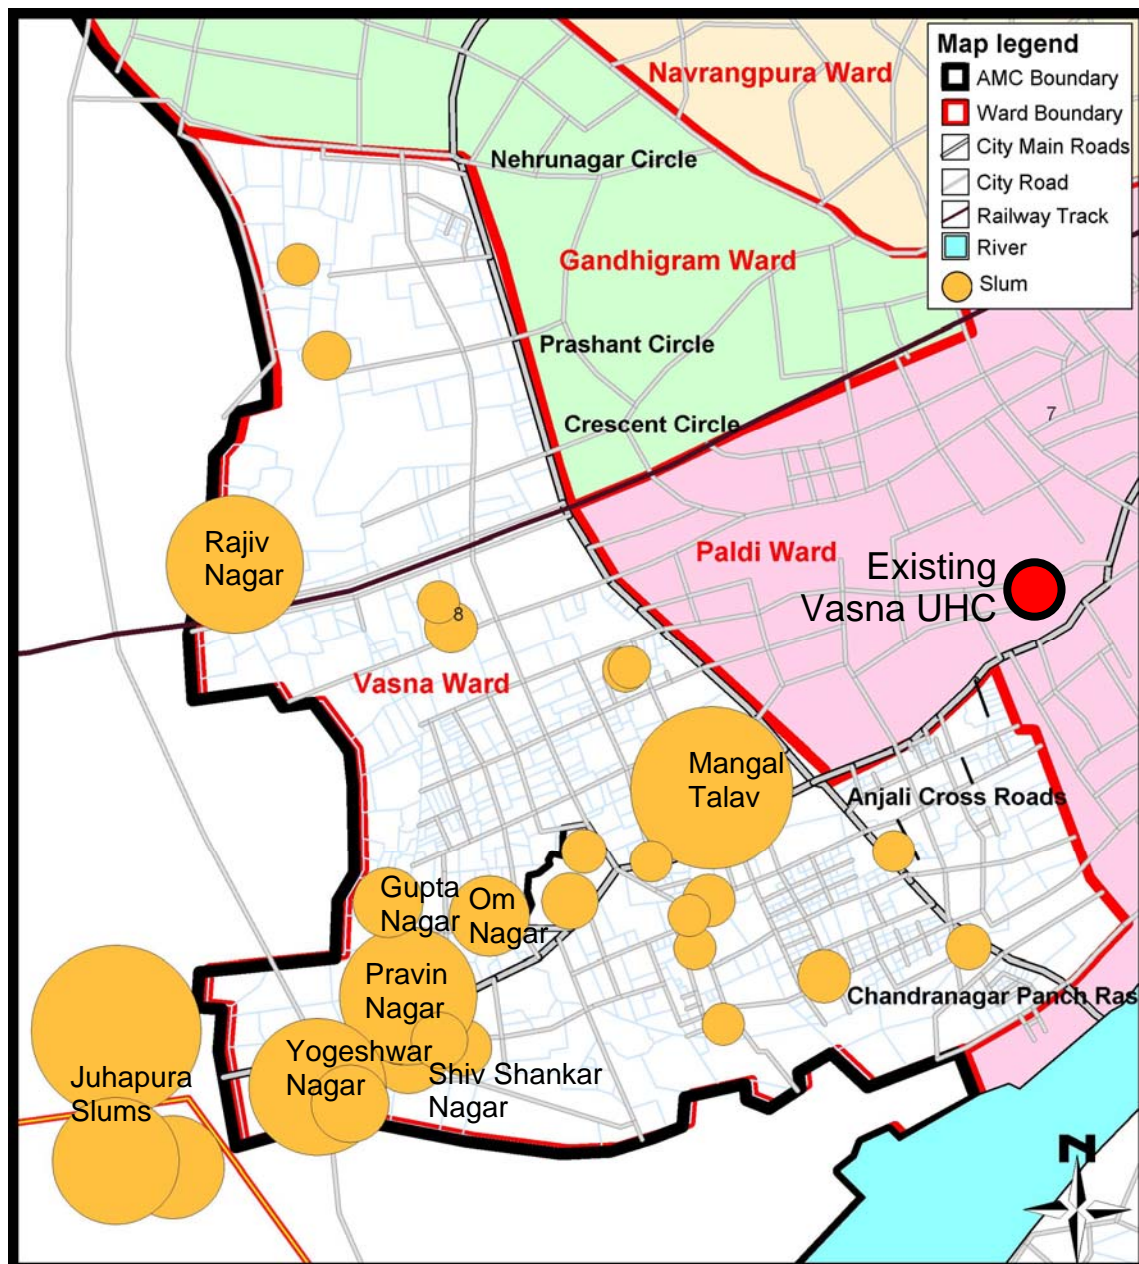 Map legend
AMC Boundary
Ward Boundary
City Main Roads
City Road
Railway Track
River
Slum
Navrangpura Ward
Nehrunagar Circle
Gandhigram Ward
Prashant Circle
Crescent Circle
7
Rajiv
Nagar
Paldi Ward
Existing
Vasna UHC
8
Vasna Ward
Mangal
Talav
Anjali Cross Roads
Gupta
Nagar
Om
Nagar
Pravin
Nagar
Chandranagar Panch Ras
Yogeshwar
Nagar
Shiv Shankar
Nagar
Juhapura
Slums
N